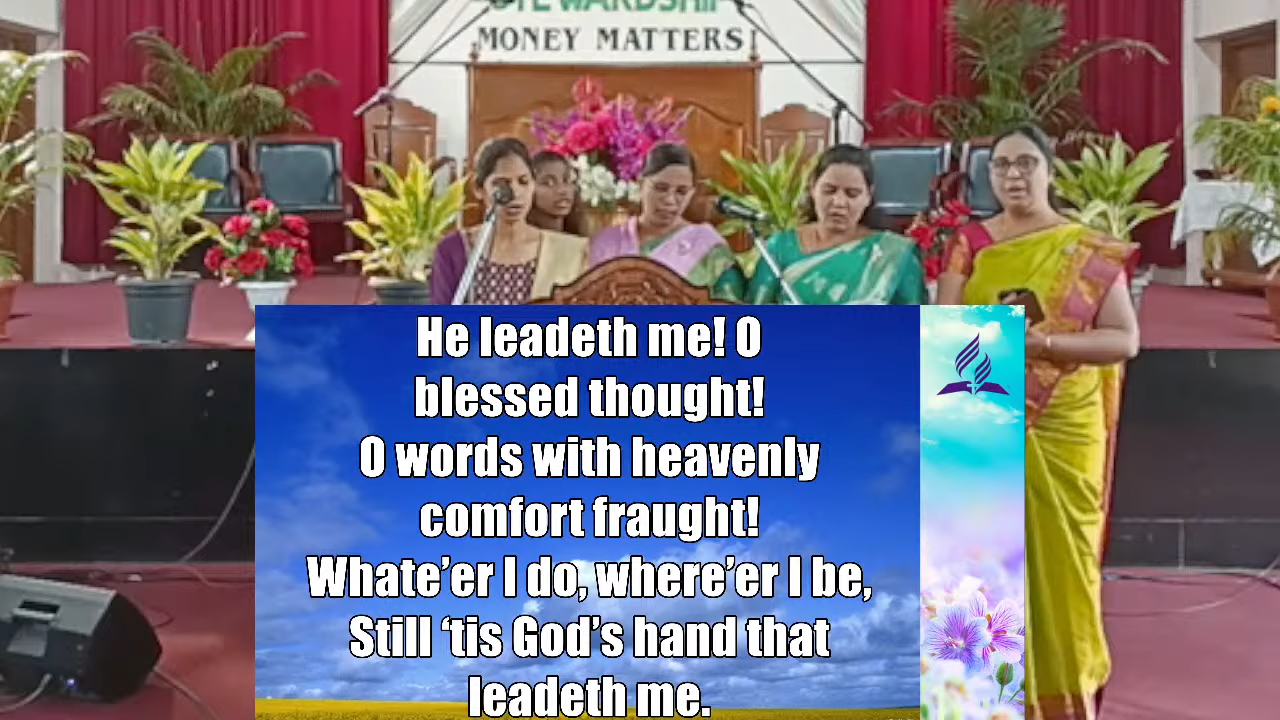 STEWARDSHIP
MONEY MATTERS!
He leadeth me! O
blessed thought!
O words with heavenly
comfort fraught!
Whate’er I do, where’er I be,
Still ‘tis God’s hand that
leadeth me.